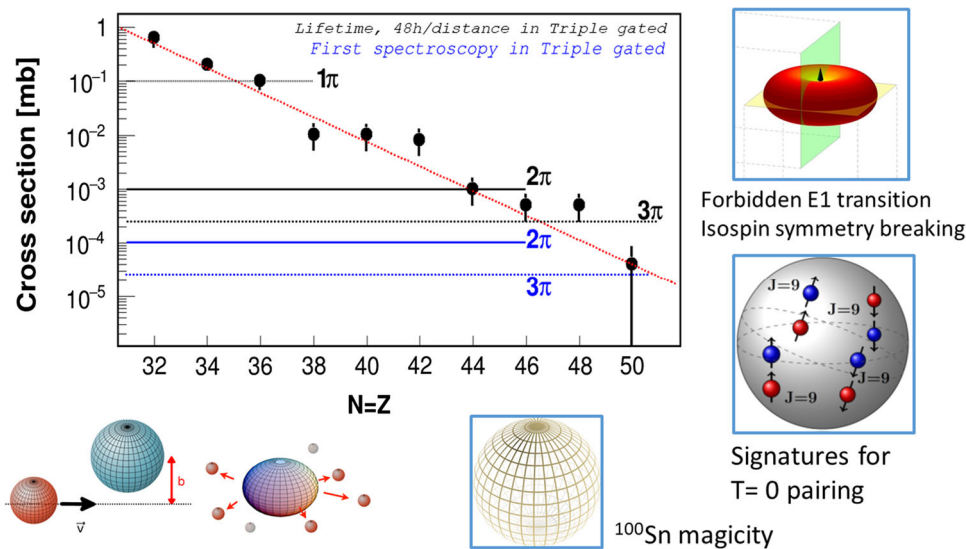 Lifetime, 48h/distance in Triple gated
First spectroscopy in Triple gated
Cross section [mb]
1
10⁻¹
10⁻²
10⁻³
10⁻⁴
10⁻⁵
1π
2π
3π
2π
3π
32 34 36 38 40 42 44 46 48 50
N=Z
Forbidden E1 transition
Isospin symmetry breaking
J=9
J=9
J=9
J=9
Signatures for
T= 0 pairing
b
v⃗
¹⁰⁰Sn magicity